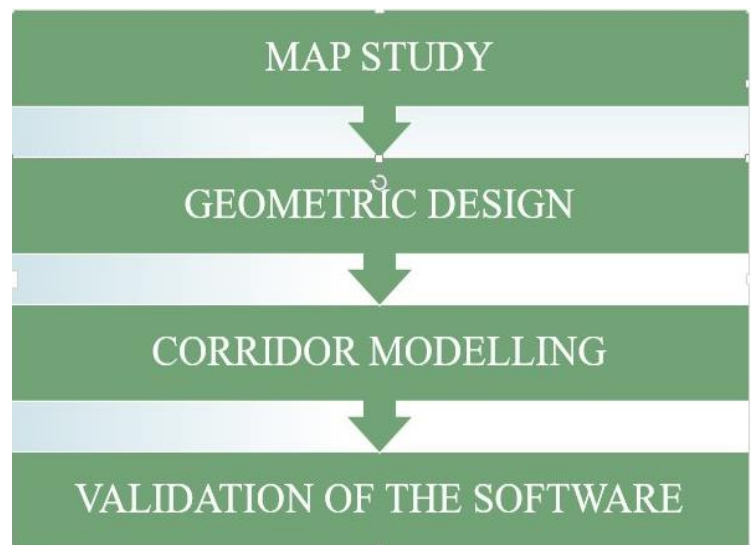 MAP STUDY
GEOMETRIC DESIGN
CORRIDOR MODELLING
VALIDATION OF THE SOFTWARE